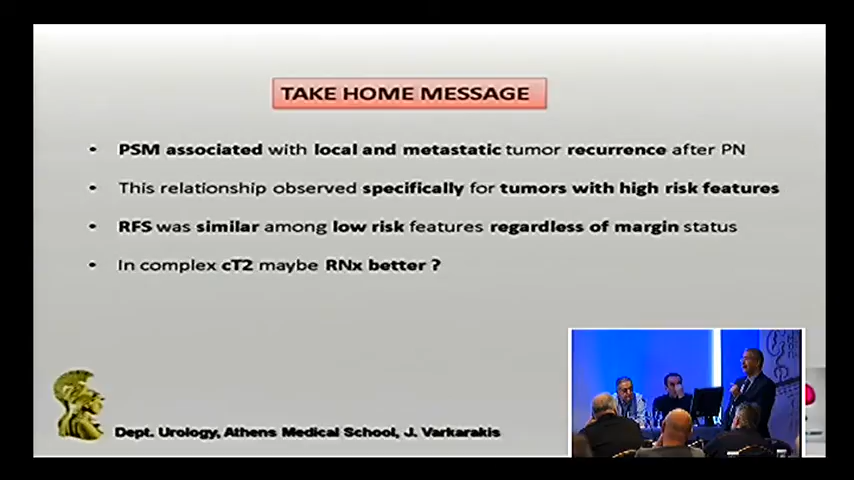 TAKE HOME MESSAGE
• PSM associated with local and metastatic tumor recurrence after PN
• This relationship observed specifically for tumors with high risk features
• RFS was similar among low risk features regardless of margin status
• In complex cT2 maybe RNx better ?
Dept. Urology, Athens Medical School, J. Varkarakis